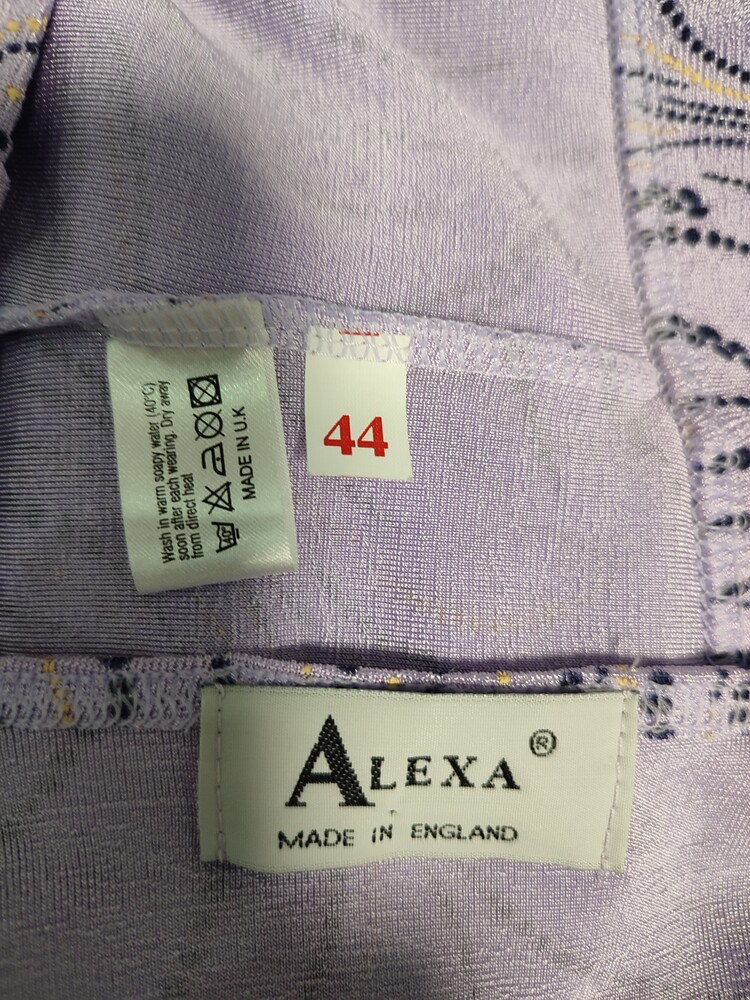 Wash in warm soapy water (40°C)
soon after each wearing. Dry away
from direct heat
40°
MADE IN U.K
44
ALEXA ®
MADE IN ENGLAND